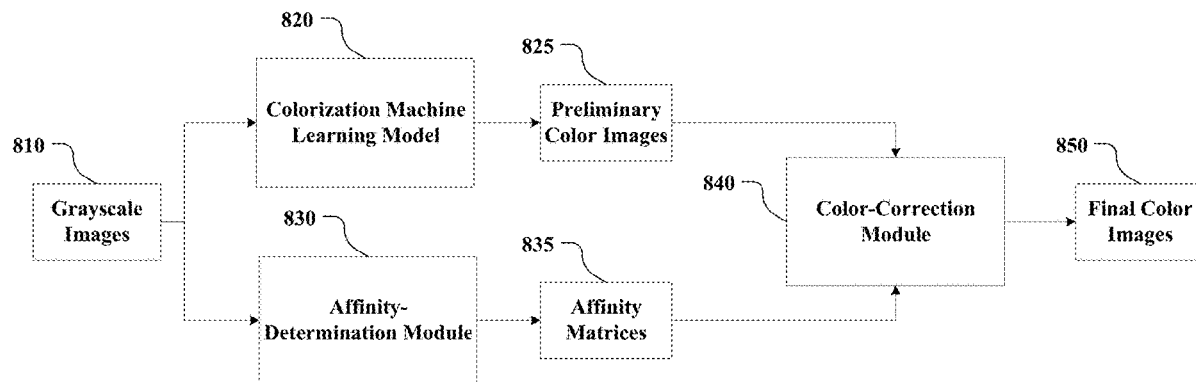 820
Colorization Machine
Learning Model
825
Preliminary
Color Images
810
Grayscale
Images
830
Affinity-
Determination Module
835
Affinity
Matrices
840
Color-Correction
Module
850
Final Color
Images